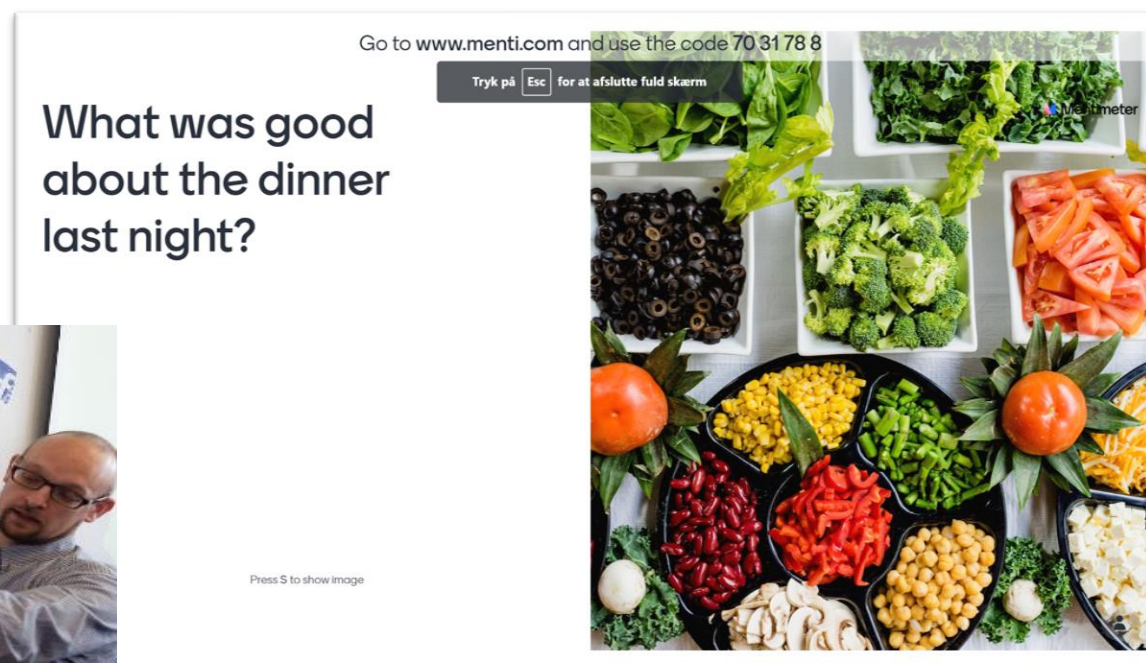 Go to www.menti.com and use the code 70 31 78 8
Tryk på Esc for at afslutte fuld skærm
Mentimeter
What was good
about the dinner
last night?
Press S to show image